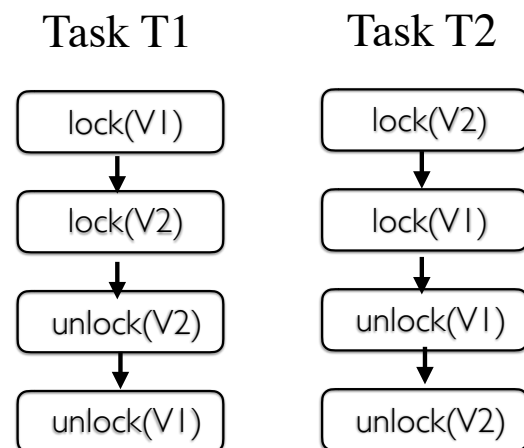 Task T1
lock(V1)
lock(V2)
unlock(V2)
unlock(V1)
Task T2
lock(V2)
lock(V1)
unlock(V1)
unlock(V2)